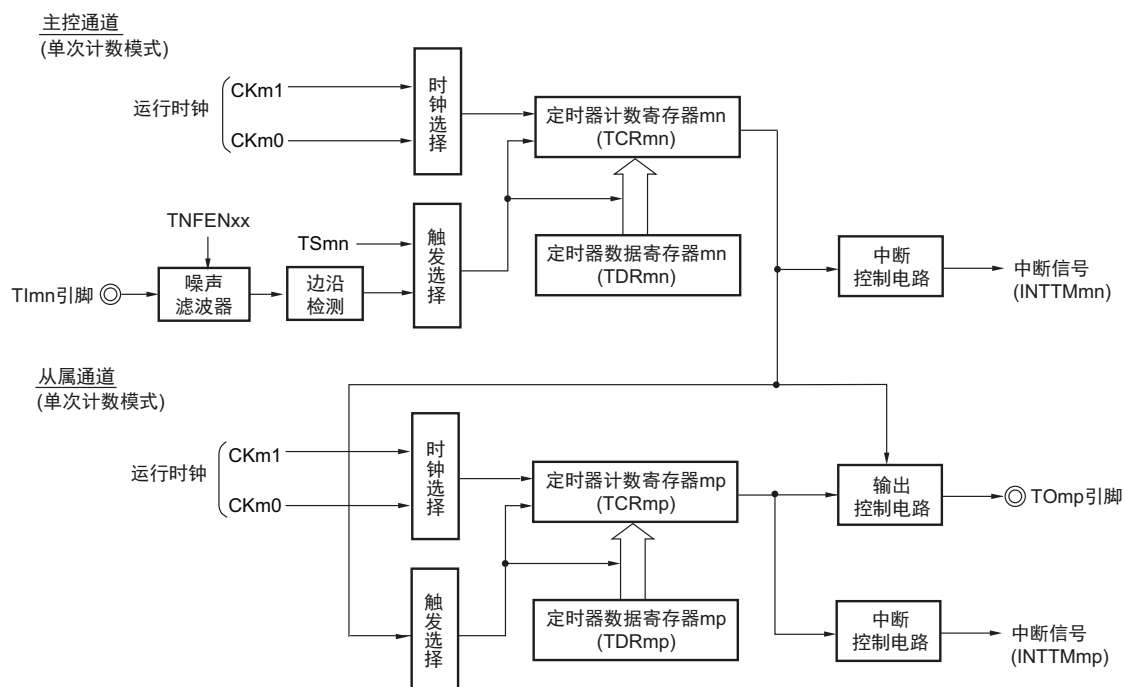 主控通道
(单次计数模式)
运行时钟
CKm1
CKm0
时钟选择
定时器计数寄存器mn
(TCRmn)
TNFENxx
TSmn
触发选择
定时器数据寄存器mn
(TDRmn)
TImn引脚
噪声
滤波器
边沿
检测
中断
控制电路
中断信号
(INTTMmn)
从属通道
(单次计数模式)
运行时钟
CKm1
CKm0
时钟选择
定时器计数寄存器mp
(TCRmp)
输出
控制电路
TOmp引脚
触发选择
定时器数据寄存器mp
(TDRmp)
中断
控制电路
中断信号
(INTTMmp)